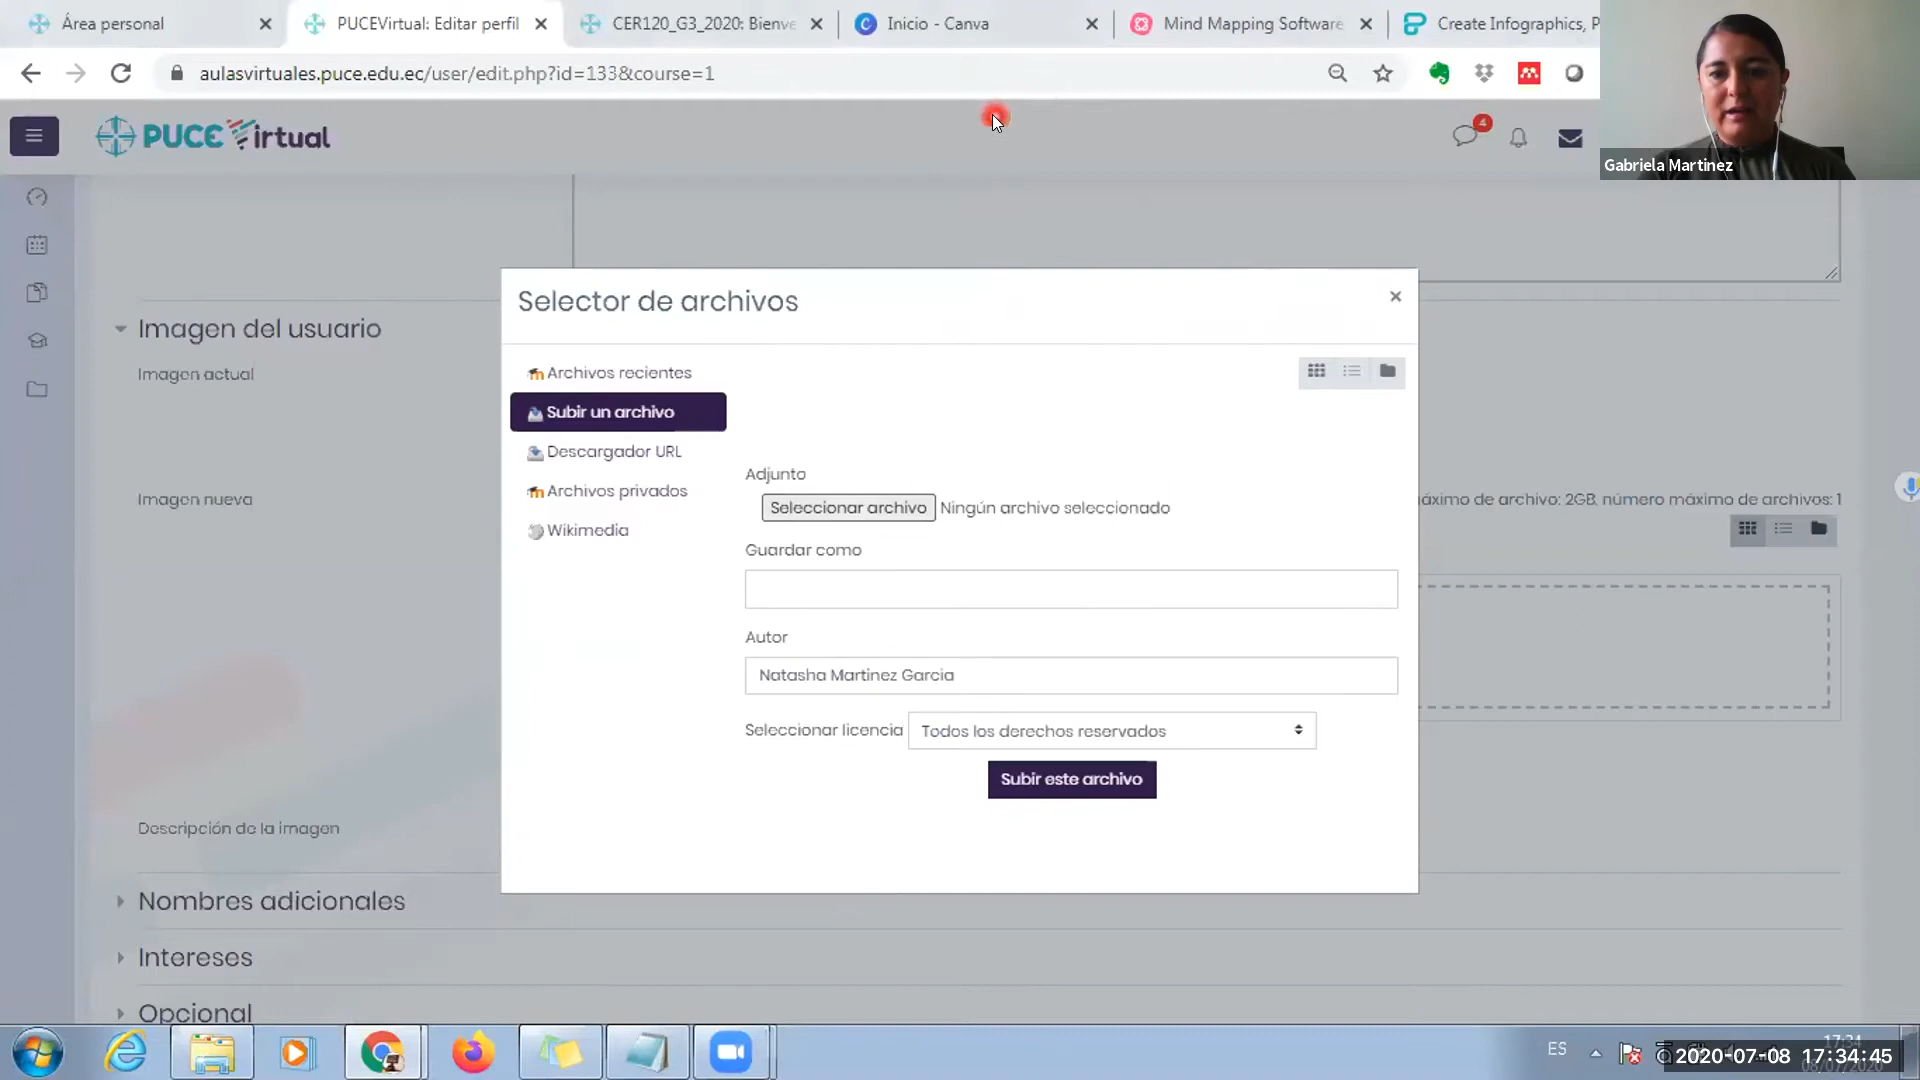 Área personal
PUCEVirtual: Editar perfil
CER120_G3_2020: Bienve
Inicio - Canva
Mind Mapping Software
Create Infographics, P
aulasvirtuales.puce.edu.ec/user/edit.php?id=133&course=1
PUCE Virtual
4
Gabriela Martinez
Selector de archivos
Imagen del usuario
Imagen actual
Archivos recientes
Subir un archivo
Descargador URL
Archivos privados
Wikimedia
Adjunto
Seleccionar archivo Ningún archivo seleccionado
Imagen nueva
áximo de archivo: 2GB, número máximo de archivos: 1
Guardar como
Autor
Natasha Martinez Garcia
Seleccionar licencia Todos los derechos reservados
Subir este archivo
Descripción de la imagen
Nombres adicionales
Intereses
Opcional
ES
17:34
2020-07-08 17:34:45